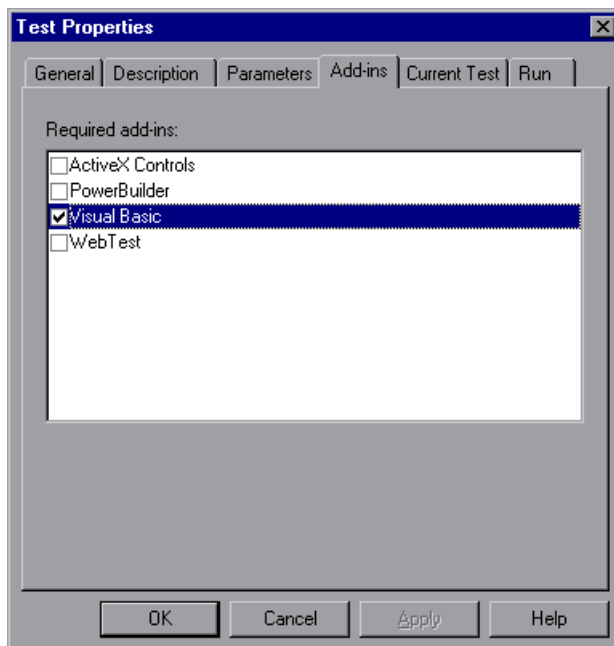 Test Properties
General Description Parameters Add-ins Current Test Run
Required add-ins:
ActiveX Controls
PowerBuilder
Visual Basic
WebTest
OK Cancel Apply Help